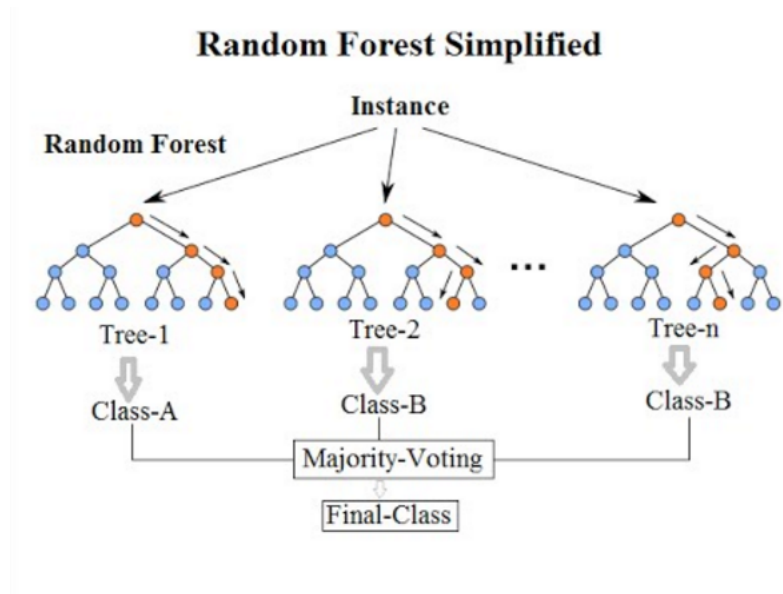 Random Forest Simplified
Instance
Random Forest
...
Tree-1
Tree-2
Tree-n
Class-A
Class-B
Class-B
Majority-Voting
Final-Class